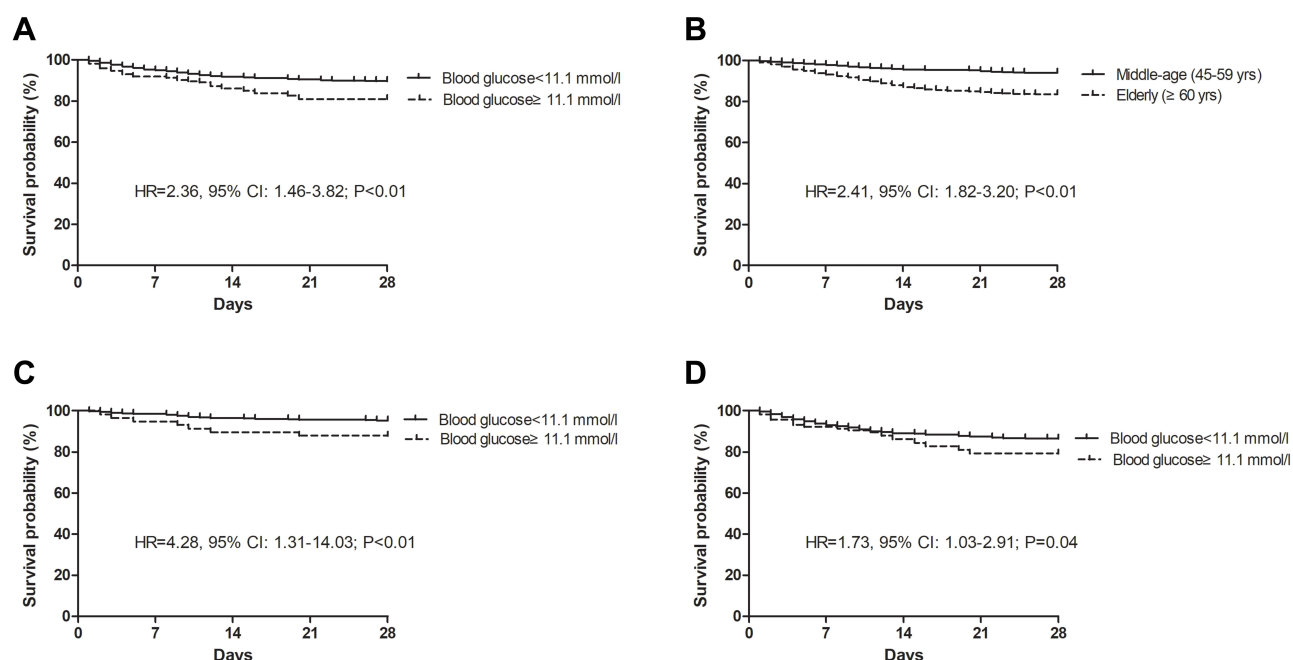 A
Survival probability (%)
100
80
60
40
20
0
0 7 14 21 28
Days
Blood glucose<11.1 mmol/l
Blood glucose≥ 11.1 mmol/l
HR=2.36, 95% CI: 1.46-3.82; P<0.01
B
Survival probability (%)
100
80
60
40
20
0
0 7 14 21 28
Days
Middle-age (45-59 yrs)
Elderly (≥ 60 yrs)
HR=2.41, 95% CI: 1.82-3.20; P<0.01
C
Survival probability (%)
100
80
60
40
20
0
0 7 14 21 28
Days
Blood glucose<11.1 mmol/l
Blood glucose≥ 11.1 mmol/l
HR=4.28, 95% CI: 1.31-14.03; P<0.01
D
Survival probability (%)
100
80
60
40
20
0
0 7 14 21 28
Days
Blood glucose<11.1 mmol/l
Blood glucose≥ 11.1 mmol/l
HR=1.73, 95% CI: 1.03-2.91; P=0.04